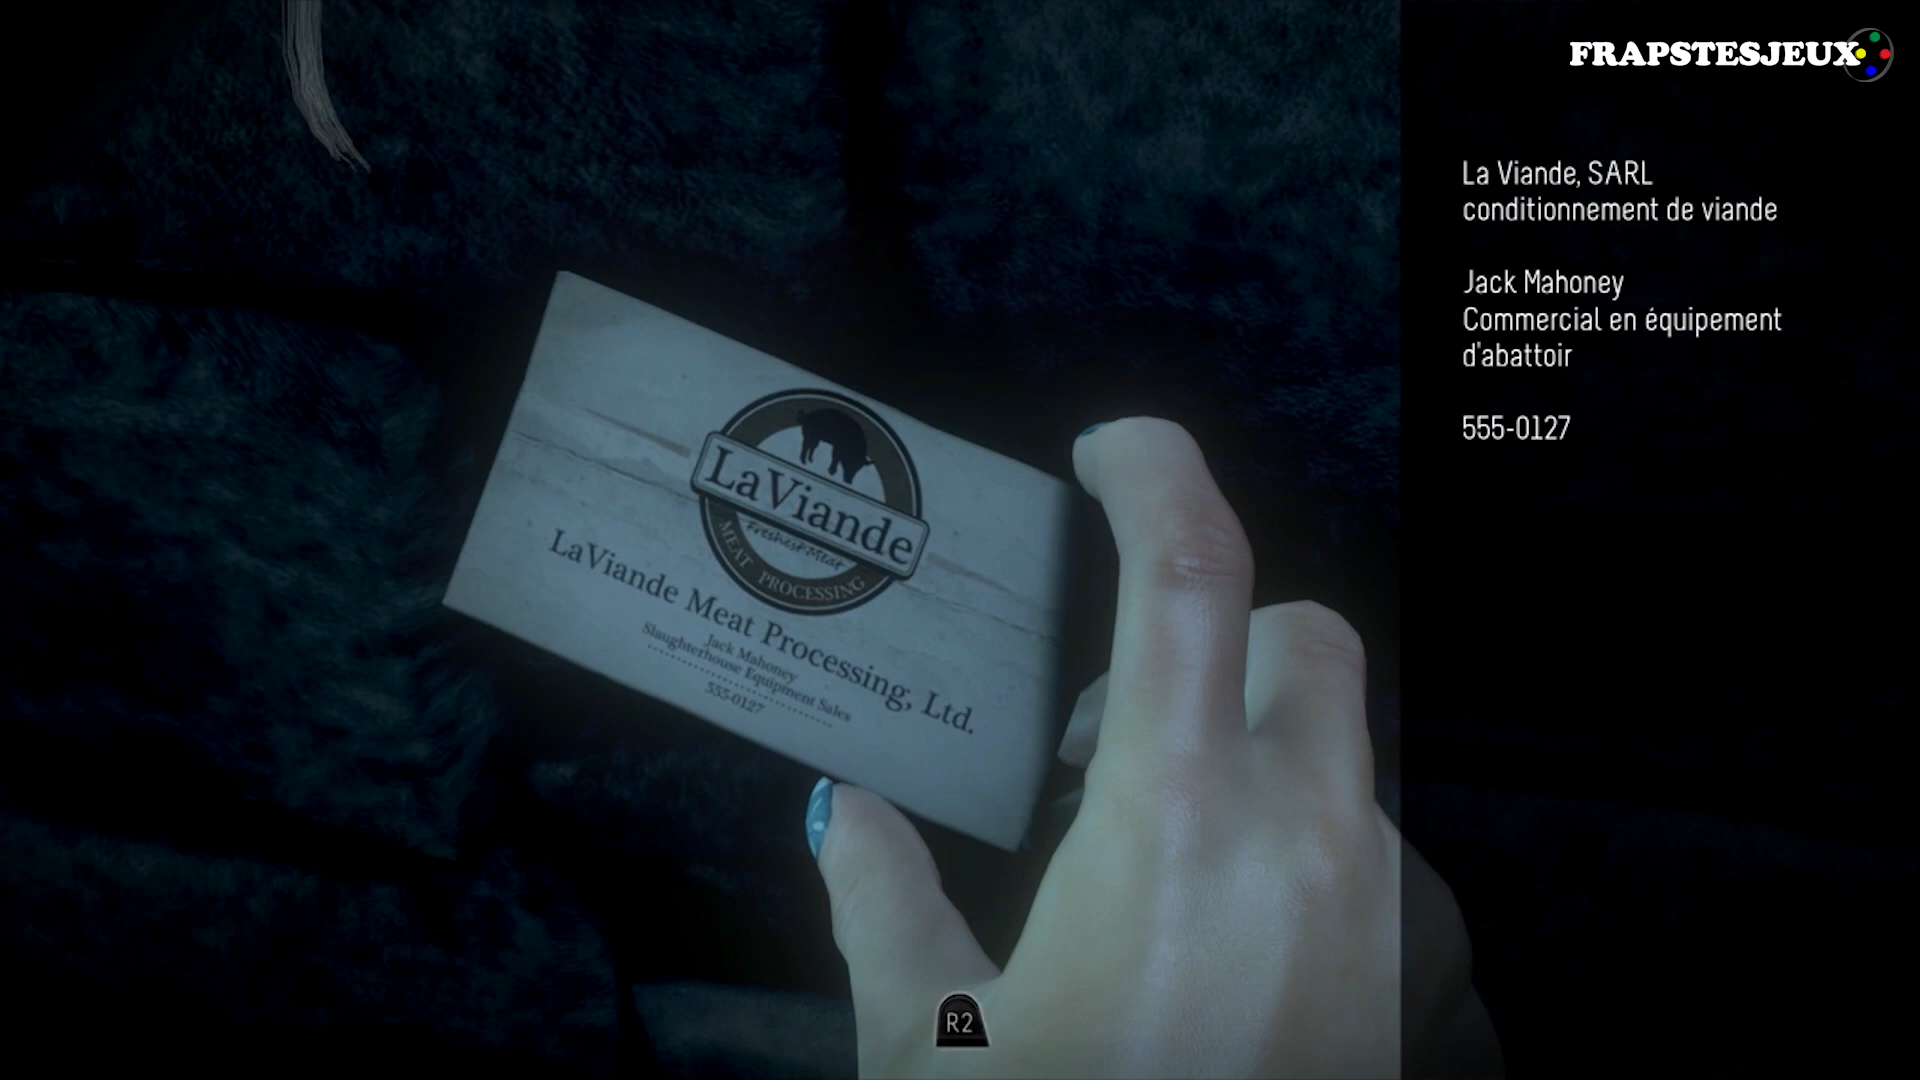 FRAPSTESJEUX
La Viande, SARL
conditionnement de viande
Jack Mahoney
Commercial en équipement
d'abattoir
555-0127
LaViande
Freshest Meat
MEAT PROCESSING
LaViande Meat Processing, Ltd.
Jack Mahoney
Slaughterhouse Equipment Sales
555-0127
R2